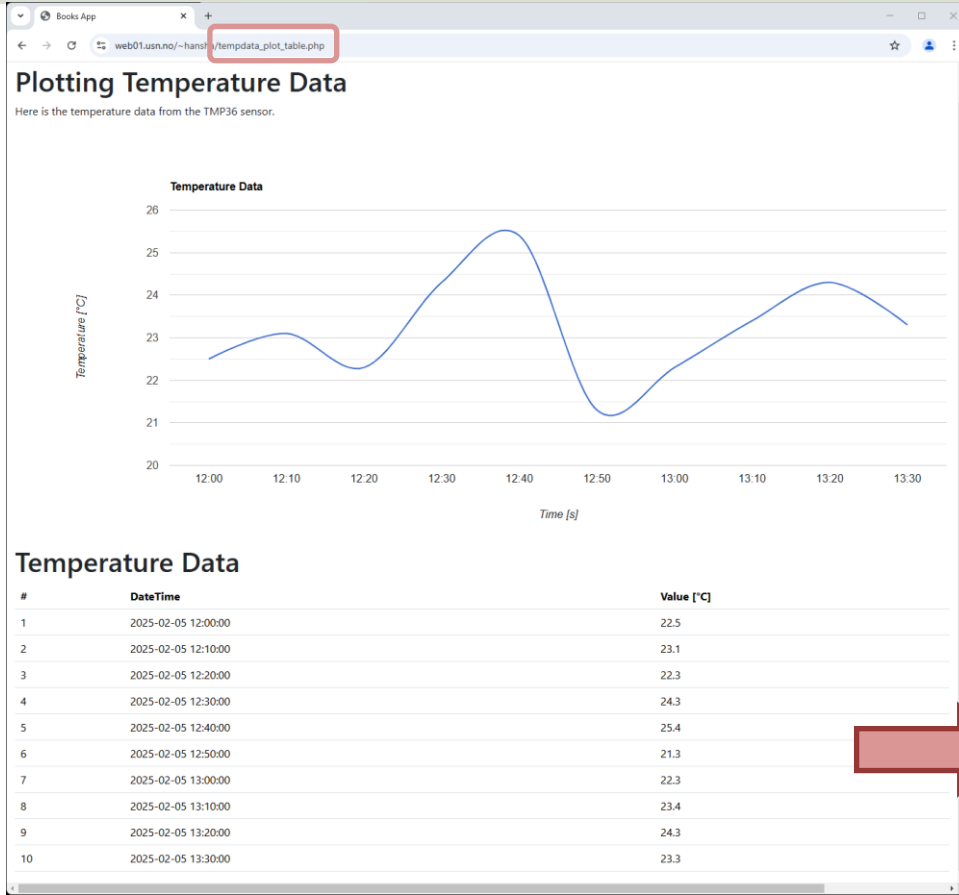 Books App
web01.usn.no/~hansha/tempdata_plot_table.php
Plotting Temperature Data
Here is the temperature data from the TMP36 sensor.
Temperature Data
26
25
24
23
22
21
20
Temperature [°C]
12:00 12:10 12:20 12:30 12:40 12:50 13:00 13:10 13:20 13:30
Time [s]
Temperature Data
# DateTime Value [°C]
1 2025-02-05 12:00:00 22.5
2 2025-02-05 12:10:00 23.1
3 2025-02-05 12:20:00 22.3
4 2025-02-05 12:30:00 24.3
5 2025-02-05 12:40:00 25.4
6 2025-02-05 12:50:00 21.3
7 2025-02-05 13:00:00 22.3
8 2025-02-05 13:10:00 23.4
9 2025-02-05 13:20:00 24.3
10 2025-02-05 13:30:00 23.3